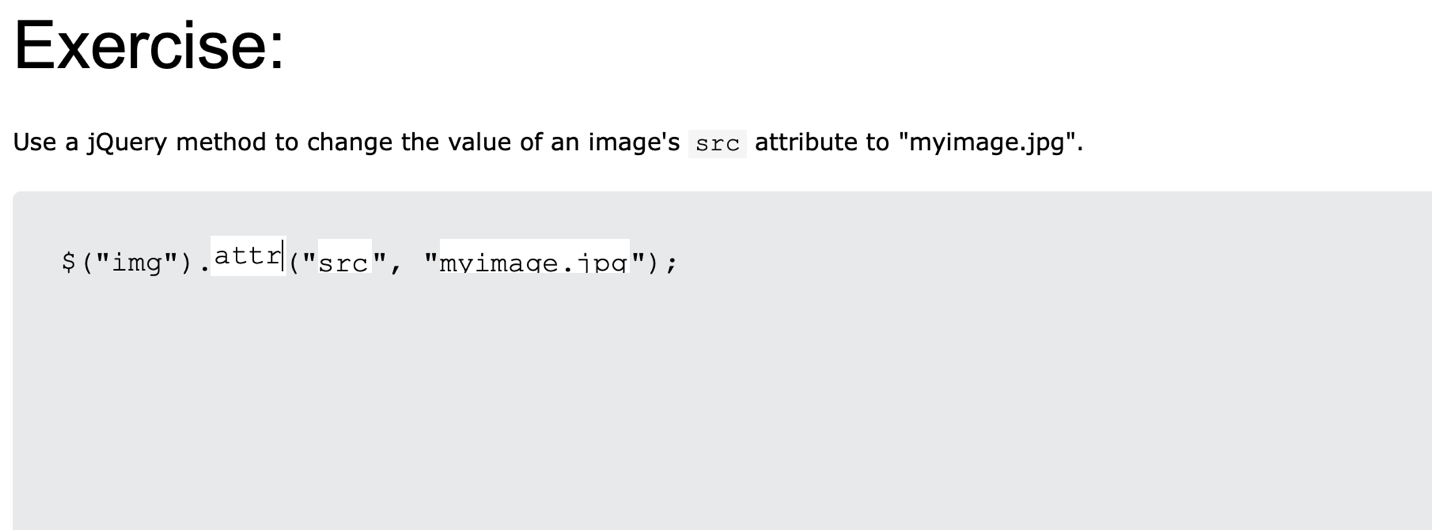 Exercise:
Use a jQuery method to change the value of an image's src attribute to "myimage.jpg".
$("img").attr("src", "myimage.jpg");